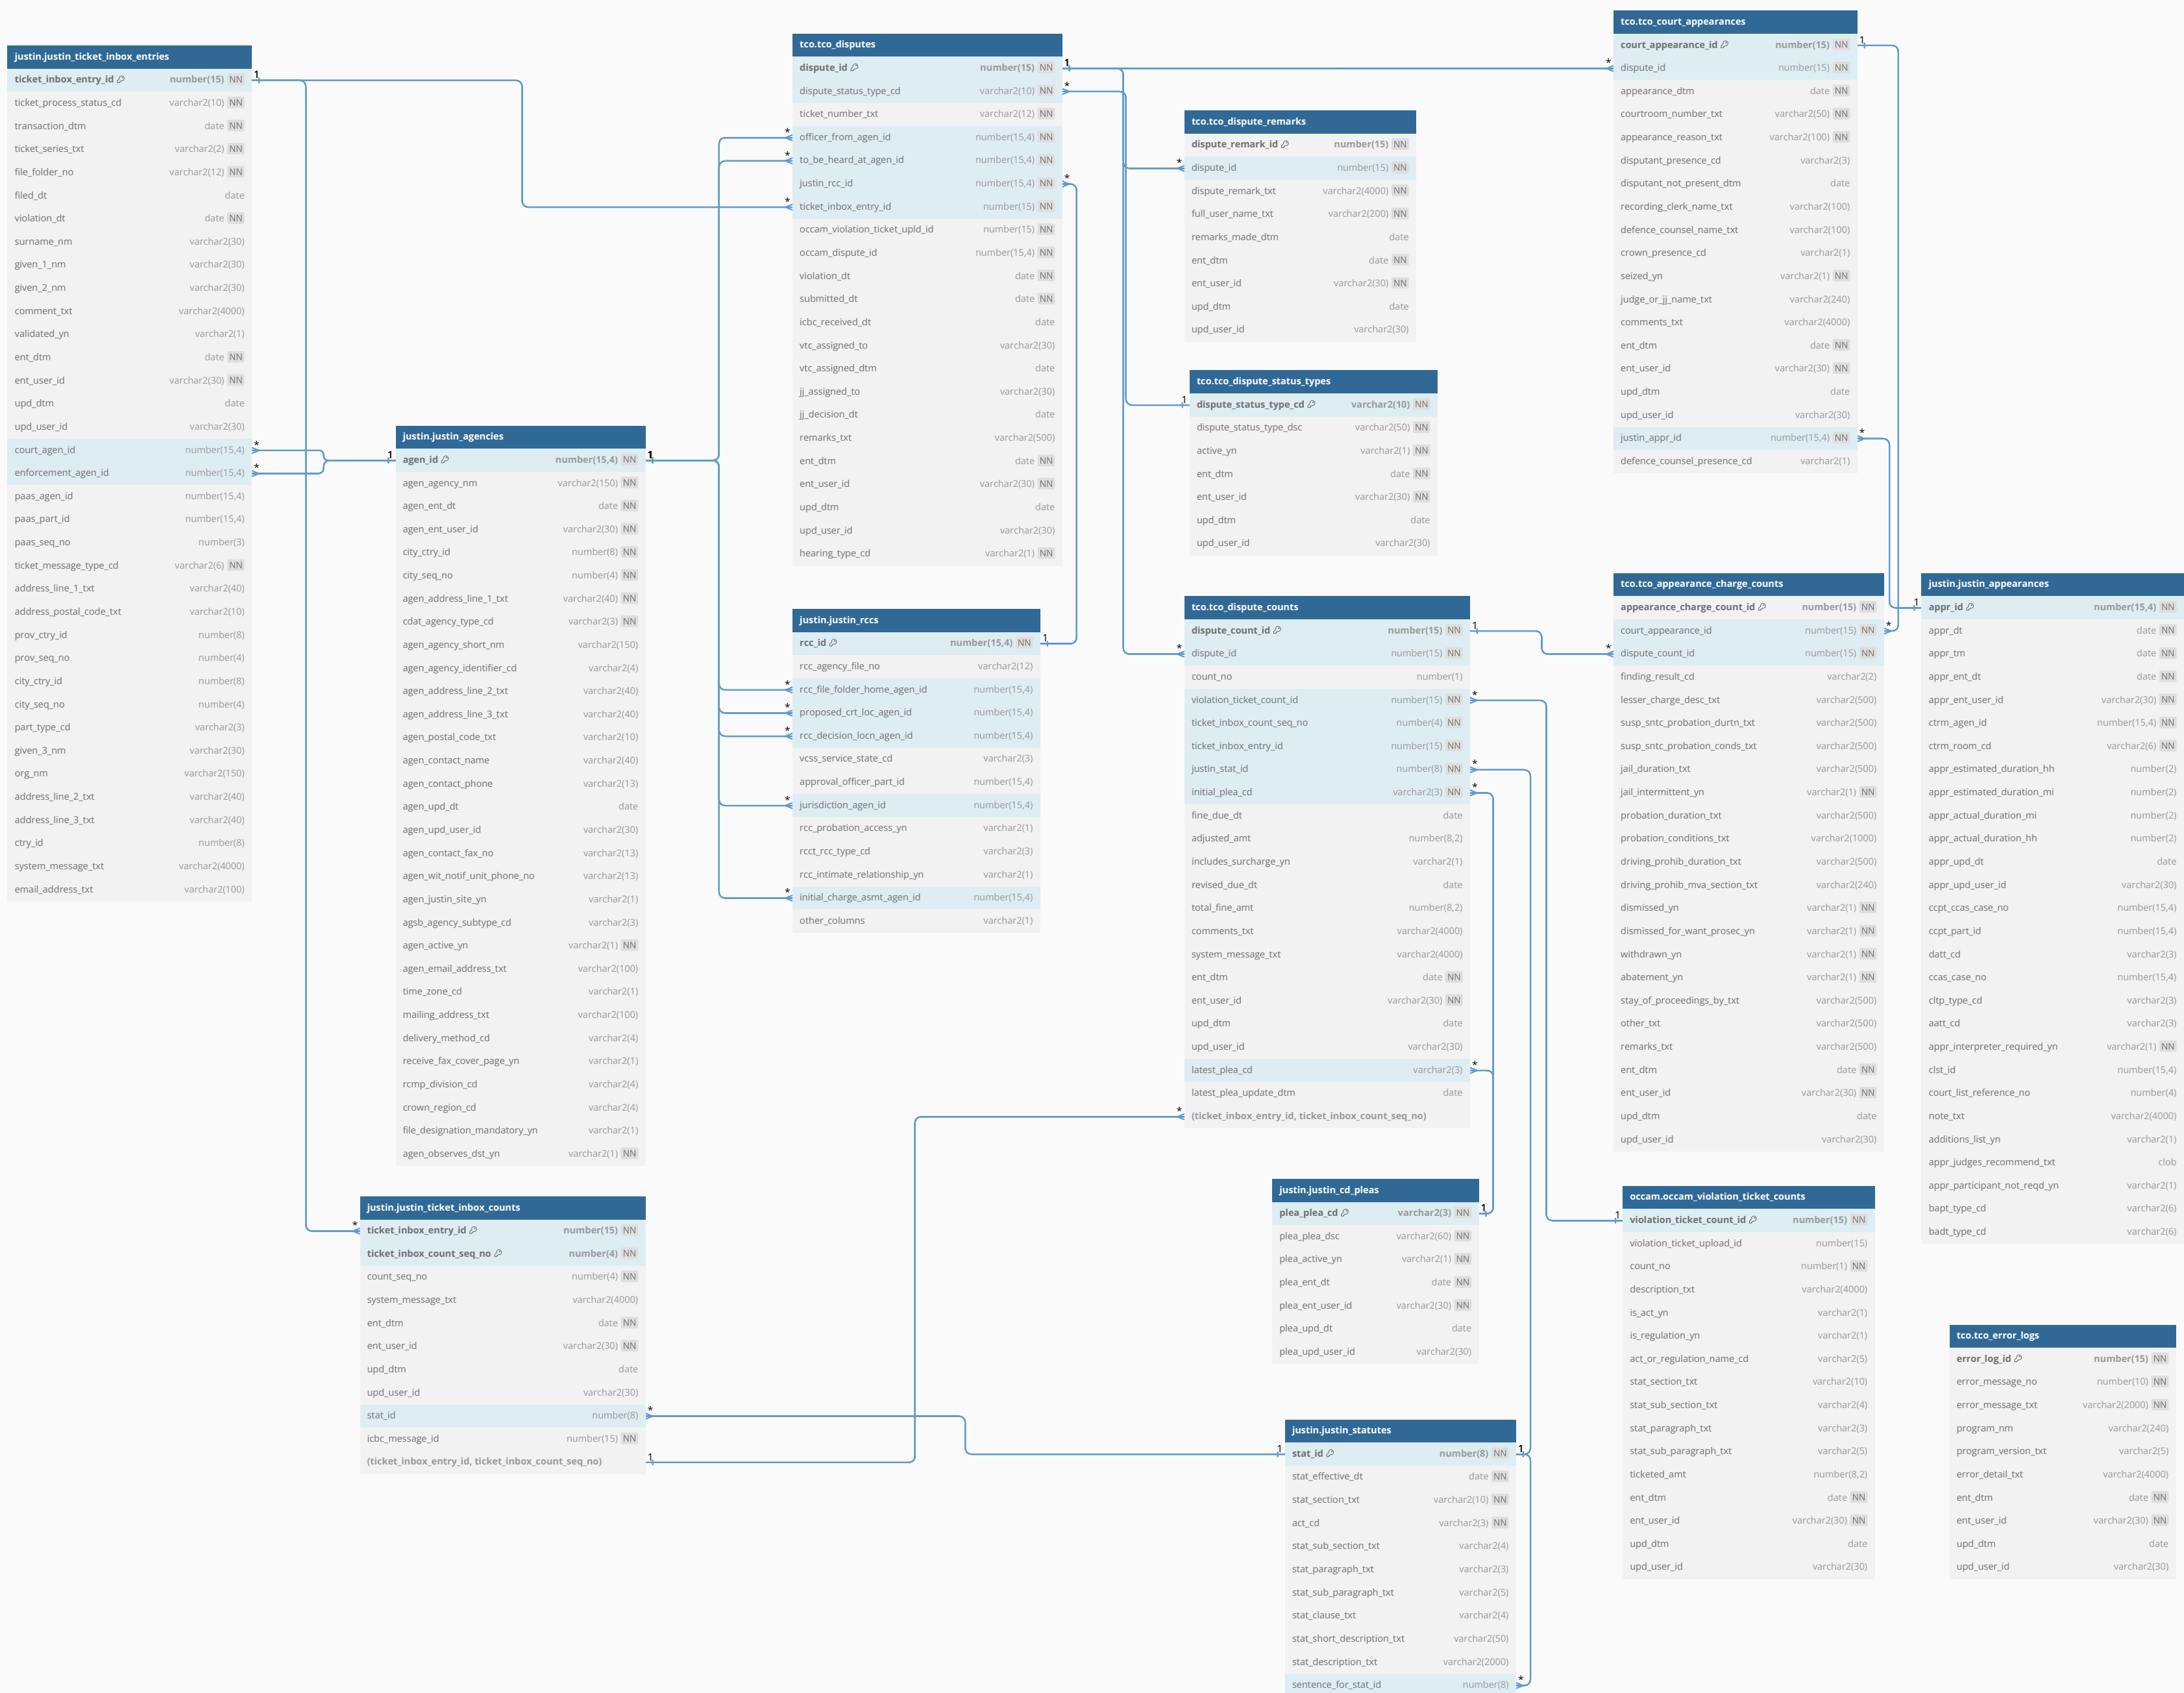 justin.justin_ticket_inbox_entries
ticket_inbox_entry_id number(15) NN
ticket_process_status_cd varchar2(10) NN
transaction_dtm date NN
ticket_series_txt varchar2(2) NN
file_folder_no varchar2(12) NN
filed_dt date
violation_dt date NN
surname_nm varchar2(30)
given_1_nm varchar2(30)
given_2_nm varchar2(30)
comment_txt varchar2(4000)
validated_yn varchar2(1)
ent_dtm date NN
ent_user_id varchar2(30) NN
upd_dtm date
upd_user_id varchar2(30)
court_agen_id number(15,4)
enforcement_agen_id number(15,4)
paas_agen_id number(15,4)
paas_part_id number(15,4)
paas_seq_no number(3)
ticket_message_type_cd varchar2(6) NN
address_line_1_txt varchar2(40)
address_postal_code_txt varchar2(10)
prov_ctry_id number(8)
prov_seq_no number(4)
city_ctry_id number(8)
city_seq_no number(4)
part_type_cd varchar2(3)
given_3_nm varchar2(30)
org_nm varchar2(150)
address_line_2_txt varchar2(40)
address_line_3_txt varchar2(40)
ctry_id number(8)
system_message_txt varchar2(4000)
email_address_txt varchar2(100)
1
*
*
justin.justin_agencies
agen_id number(15,4) NN
agen_agency_nm varchar2(150) NN
agen_ent_dt date NN
agen_ent_user_id varchar2(30) NN
city_ctry_id number(8) NN
city_seq_no number(4) NN
agen_address_line_1_txt varchar2(40) NN
cdat_agency_type_cd varchar2(3) NN
agen_agency_short_nm varchar2(150)
agen_agency_identifier_cd varchar2(4)
agen_address_line_2_txt varchar2(40)
agen_address_line_3_txt varchar2(40)
agen_postal_code_txt varchar2(10)
agen_contact_name varchar2(40)
agen_contact_phone varchar2(13)
agen_upd_dt date
agen_upd_user_id varchar2(30)
agen_contact_fax_no varchar2(13)
agen_wit_notif_unit_phone_no varchar2(13)
agen_justin_site_yn varchar2(1)
agsb_agency_subtype_cd varchar2(3)
agen_active_yn varchar2(1) NN
agen_email_address_txt varchar2(100)
time_zone_cd varchar2(1)
mailing_address_txt varchar2(100)
delivery_method_cd varchar2(4)
receive_fax_cover_page_yn varchar2(1)
rcmp_division_cd varchar2(4)
crown_region_cd varchar2(4)
file_designation_mandatory_yn varchar2(1)
agen_observes_dst_yn varchar2(1) NN
1
1
justin.justin_ticket_inbox_counts
ticket_inbox_entry_id number(15) NN
ticket_inbox_count_seq_no number(4) NN
count_seq_no number(4) NN
system_message_txt varchar2(4000)
ent_dtm date NN
ent_user_id varchar2(30) NN
upd_dtm date
upd_user_id varchar2(30)
stat_id number(8)
icbc_message_id number(15) NN
(ticket_inbox_entry_id, ticket_inbox_count_seq_no)
*
*
1
tco.tco_disputes
dispute_id number(15) NN
dispute_status_type_cd varchar2(10) NN
ticket_number_txt varchar2(12) NN
officer_from_agen_id number(15,4) NN
to_be_heard_at_agen_id number(15,4) NN
justin_rcc_id number(15,4) NN
ticket_inbox_entry_id number(15) NN
occam_violation_ticket_upld_id number(15) NN
occam_dispute_id number(15,4) NN
violation_dt date NN
submitted_dt date NN
icbc_received_dt date
vtc_assigned_to varchar2(30)
vtc_assigned_dtm date
jj_assigned_to varchar2(30)
jj_decision_dt date
remarks_txt varchar2(500)
ent_dtm date NN
ent_user_id varchar2(30) NN
upd_dtm date
upd_user_id varchar2(30)
hearing_type_cd varchar2(1) NN
1
*
*
*
*
*
justin.justin_rccs
rcc_id number(15,4) NN
rcc_agency_file_no varchar2(12)
rcc_file_folder_home_agen_id number(15,4)
proposed_crt_loc_agen_id number(15,4)
rcc_decision_locn_agen_id number(15,4)
vcss_service_state_cd varchar2(3)
approval_officer_part_id number(15,4)
jurisdiction_agen_id number(15,4)
rcc_probation_access_yn varchar2(1)
rcct_rcc_type_cd varchar2(3)
rcc_intimate_relationship_yn varchar2(1)
initial_charge_asmt_agen_id number(15,4)
other_columns varchar2(1)
1
*
*
*
*
*
tco.tco_dispute_remarks
dispute_remark_id number(15) NN
dispute_id number(15) NN
dispute_remark_txt varchar2(4000) NN
full_user_name_txt varchar2(200) NN
remarks_made_dtm date
ent_dtm date NN
ent_user_id varchar2(30) NN
upd_dtm date
upd_user_id varchar2(30)
*
tco.tco_dispute_status_types
dispute_status_type_cd varchar2(10) NN
dispute_status_type_dsc varchar2(50) NN
active_yn varchar2(1) NN
ent_dtm date NN
ent_user_id varchar2(30) NN
upd_dtm date
upd_user_id varchar2(30)
1
tco.tco_dispute_counts
dispute_count_id number(15) NN
dispute_id number(15) NN
count_no number(1)
violation_ticket_count_id number(15) NN
ticket_inbox_count_seq_no number(4) NN
ticket_inbox_entry_id number(15) NN
justin_stat_id number(8) NN
initial_plea_cd varchar2(3) NN
fine_due_dt date
adjusted_amt number(8,2)
includes_surcharge_yn varchar2(1)
revised_due_dt date
total_fine_amt number(8,2)
comments_txt varchar2(4000)
system_message_txt varchar2(4000)
ent_dtm date NN
ent_user_id varchar2(30) NN
upd_dtm date
upd_user_id varchar2(30)
latest_plea_cd varchar2(3)
latest_plea_update_dtm date
(ticket_inbox_entry_id, ticket_inbox_count_seq_no)
1
*
*
*
*
*
*
justin.justin_cd_pleas
plea_plea_cd varchar2(3) NN
plea_plea_dsc varchar2(60) NN
plea_active_yn varchar2(1) NN
plea_ent_dt date NN
plea_ent_user_id varchar2(30) NN
plea_upd_dt date
plea_upd_user_id varchar2(30)
1
justin.justin_statutes
stat_id number(8) NN
stat_effective_dt date NN
stat_section_txt varchar2(10) NN
act_cd varchar2(3) NN
stat_sub_section_txt varchar2(4)
stat_paragraph_txt varchar2(3)
stat_sub_paragraph_txt varchar2(5)
stat_clause_txt varchar2(4)
stat_short_description_txt varchar2(50)
stat_description_txt varchar2(2000)
sentence_for_stat_id number(8)
1
1
*
tco.tco_court_appearances
court_appearance_id number(15) NN
dispute_id number(15) NN
appearance_dtm date NN
courtroom_number_txt varchar2(50) NN
appearance_reason_txt varchar2(100) NN
disputant_presence_cd varchar2(3)
disputant_not_present_dtm date
recording_clerk_name_txt varchar2(100)
defence_counsel_name_txt varchar2(100)
crown_presence_cd varchar2(1)
seized_yn varchar2(1) NN
judge_or_jj_name_txt varchar2(240)
comments_txt varchar2(4000)
ent_dtm date NN
ent_user_id varchar2(30) NN
upd_dtm date
upd_user_id varchar2(30)
justin_appr_id number(15,4) NN
defence_counsel_presence_cd varchar2(1)
1
*
*
tco.tco_appearance_charge_counts
appearance_charge_count_id number(15) NN
court_appearance_id number(15) NN
dispute_count_id number(15) NN
finding_result_cd varchar2(2)
lesser_charge_desc_txt varchar2(500)
susp_sntc_probation_durtn_txt varchar2(500)
susp_sntc_probation_conds_txt varchar2(500)
jail_duration_txt varchar2(500)
jail_intermittent_yn varchar2(1) NN
probation_duration_txt varchar2(500)
probation_conditions_txt varchar2(1000)
driving_prohib_duration_txt varchar2(500)
driving_prohib_mva_section_txt varchar2(240)
dismissed_yn varchar2(1) NN
dismissed_for_want_prosec_yn varchar2(1) NN
withdrawn_yn varchar2(1) NN
abatement_yn varchar2(1) NN
stay_of_proceedings_by_txt varchar2(500)
other_txt varchar2(500)
remarks_txt varchar2(500)
ent_dtm date NN
ent_user_id varchar2(30) NN
upd_dtm date
upd_user_id varchar2(30)
*
*
justin.justin_appearances
appr_id number(15,4) NN
appr_dt date NN
appr_tm date NN
appr_ent_dt date NN
appr_ent_user_id varchar2(30) NN
ctrm_agen_id number(15,4) NN
ctrm_room_cd varchar2(6) NN
appr_estimated_duration_hh number(2)
appr_estimated_duration_mi number(2)
appr_actual_duration_mi number(2)
appr_actual_duration_hh number(2)
appr_upd_dt date
appr_upd_user_id varchar2(30)
ccpt_ccas_case_no number(15,4)
ccpt_part_id number(15,4)
datt_cd varchar2(3)
ccas_case_no number(15,4)
cltp_type_cd varchar2(3)
aatt_cd varchar2(3)
appr_interpreter_required_yn varchar2(1) NN
clst_id number(15,4)
court_list_reference_no number(4)
note_txt varchar2(4000)
additions_list_yn varchar2(1)
appr_judges_recommend_txt clob
appr_participant_not_reqd_yn varchar2(1)
bapt_type_cd varchar2(6)
badt_type_cd varchar2(6)
1
occam.occam_violation_ticket_counts
violation_ticket_count_id number(15) NN
violation_ticket_upload_id number(15)
count_no number(1) NN
description_txt varchar2(4000)
is_act_yn varchar2(1)
is_regulation_yn varchar2(1)
act_or_regulation_name_cd varchar2(5)
stat_section_txt varchar2(10)
stat_sub_section_txt varchar2(4)
stat_paragraph_txt varchar2(3)
stat_sub_paragraph_txt varchar2(5)
ticketed_amt number(8,2)
ent_dtm date NN
ent_user_id varchar2(30) NN
upd_dtm date
upd_user_id varchar2(30)
1
tco.tco_error_logs
error_log_id number(15) NN
error_message_no number(10) NN
error_message_txt varchar2(2000) NN
program_nm varchar2(240)
program_version_txt varchar2(5)
error_detail_txt varchar2(4000)
ent_dtm date NN
ent_user_id varchar2(30) NN
upd_dtm date
upd_user_id varchar2(30)